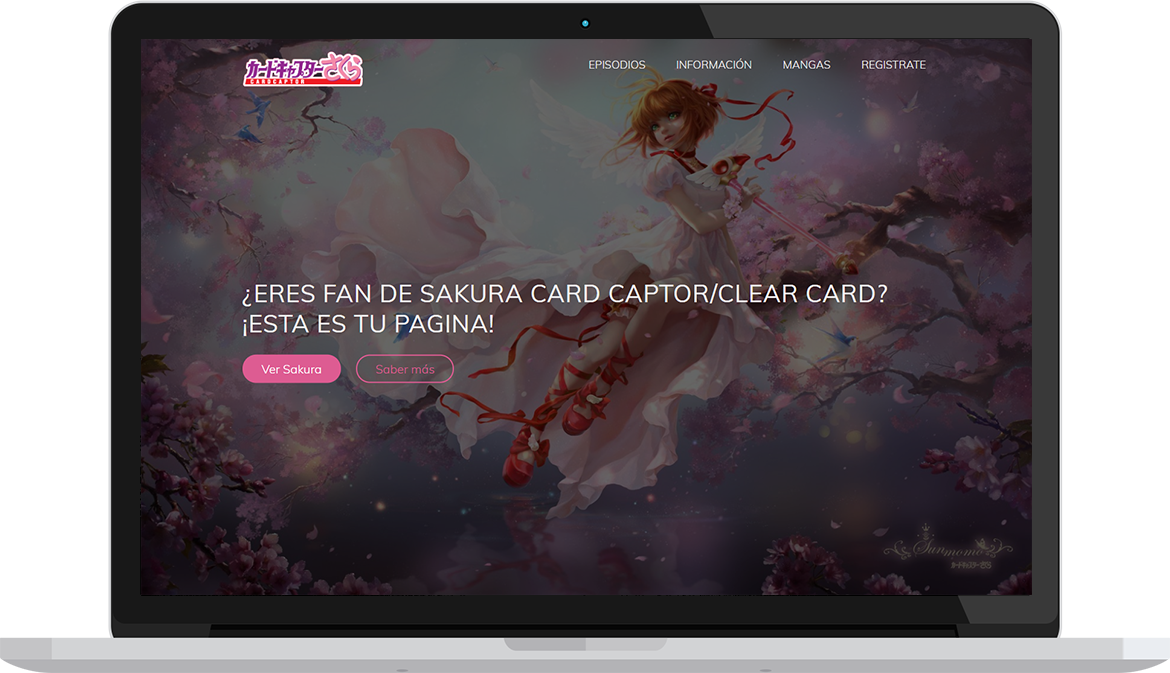 カードキャプターさくら
CARDCAPTOR
EPISODIOS
INFORMACIÓN
MANGAS
REGISTRATE
¿ERES FAN DE SAKURA CARD CAPTOR/CLEAR CARD?
¡ESTA ES TU PAGINA!
Ver Sakura
Saber más
Sunmomo